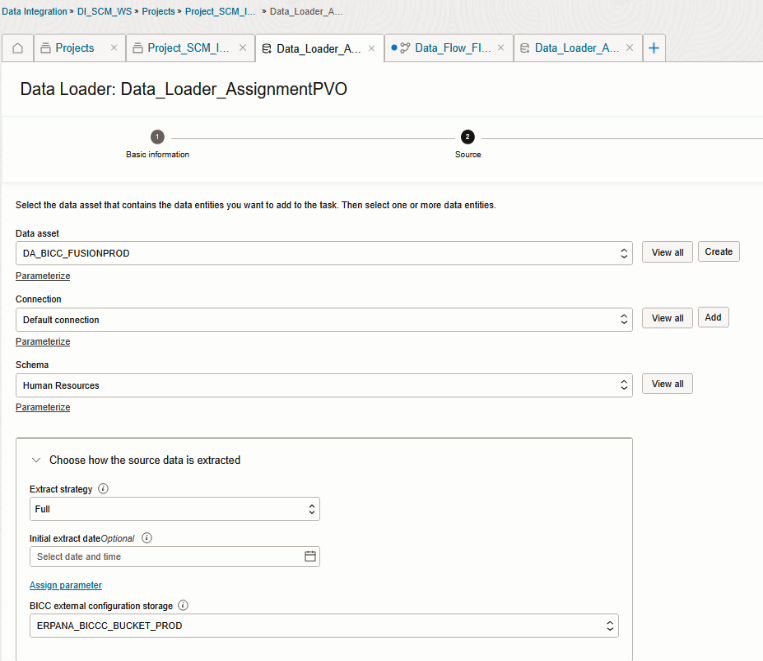 Data Integration » DI_SCM_WS » Projects » Project_SCM_I... » Data_Loader_A...
Projects × Project_SCM_I... × Data_Loader_A... × Data_Flow_FI... × Data_Loader_A... × +
Data Loader: Data_Loader_AssignmentPVO
1 2
Basic information Source
Select the data asset that contains the data entities you want to add to the task. Then select one or more data entities.
Data asset
DA_BICC_FUSIONPROD View all Create
Parameterize
Connection
Default connection View all Add
Parameterize
Schema
Human Resources View all
Parameterize
Choose how the source data is extracted
Extract strategy i
Full
Initial extract dateOptional i
Select date and time
Assign parameter
BICC external configuration storage i
ERPANA_BICCC_BUCKET_PROD